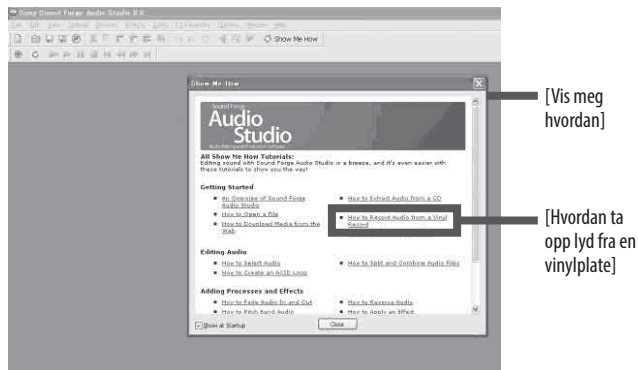 Sony Sound Forge Audio Studio 8.0
Show Me How
Show Me How
Sound Forge
Audio
Studio
All Show Me How Tutorials:
Editing sound with Sound Forge Audio Studio is a breeze, and it's even easier with
these tutorials to show you the way!
Getting Started
An Overview of Sound Forge
Audio Studio
How to Open a File
How to Download Media from the
Web
How to Extract Audio from a CD
How to Record Audio from a Vinyl
Record
Editing Audio
How to Select Audio
How to Create an ACID Loop
How to Split and Combine Audio Files
Adding Processes and Effects
How to Fade Audio In and Out
How to Pitch Bend Audio
How to Reverse Audio
How to Apply an Effect
Show at Startup
Close
[Vis meg
hvordan]
[Hvordan ta
opp lyd fra en
vinylplate]